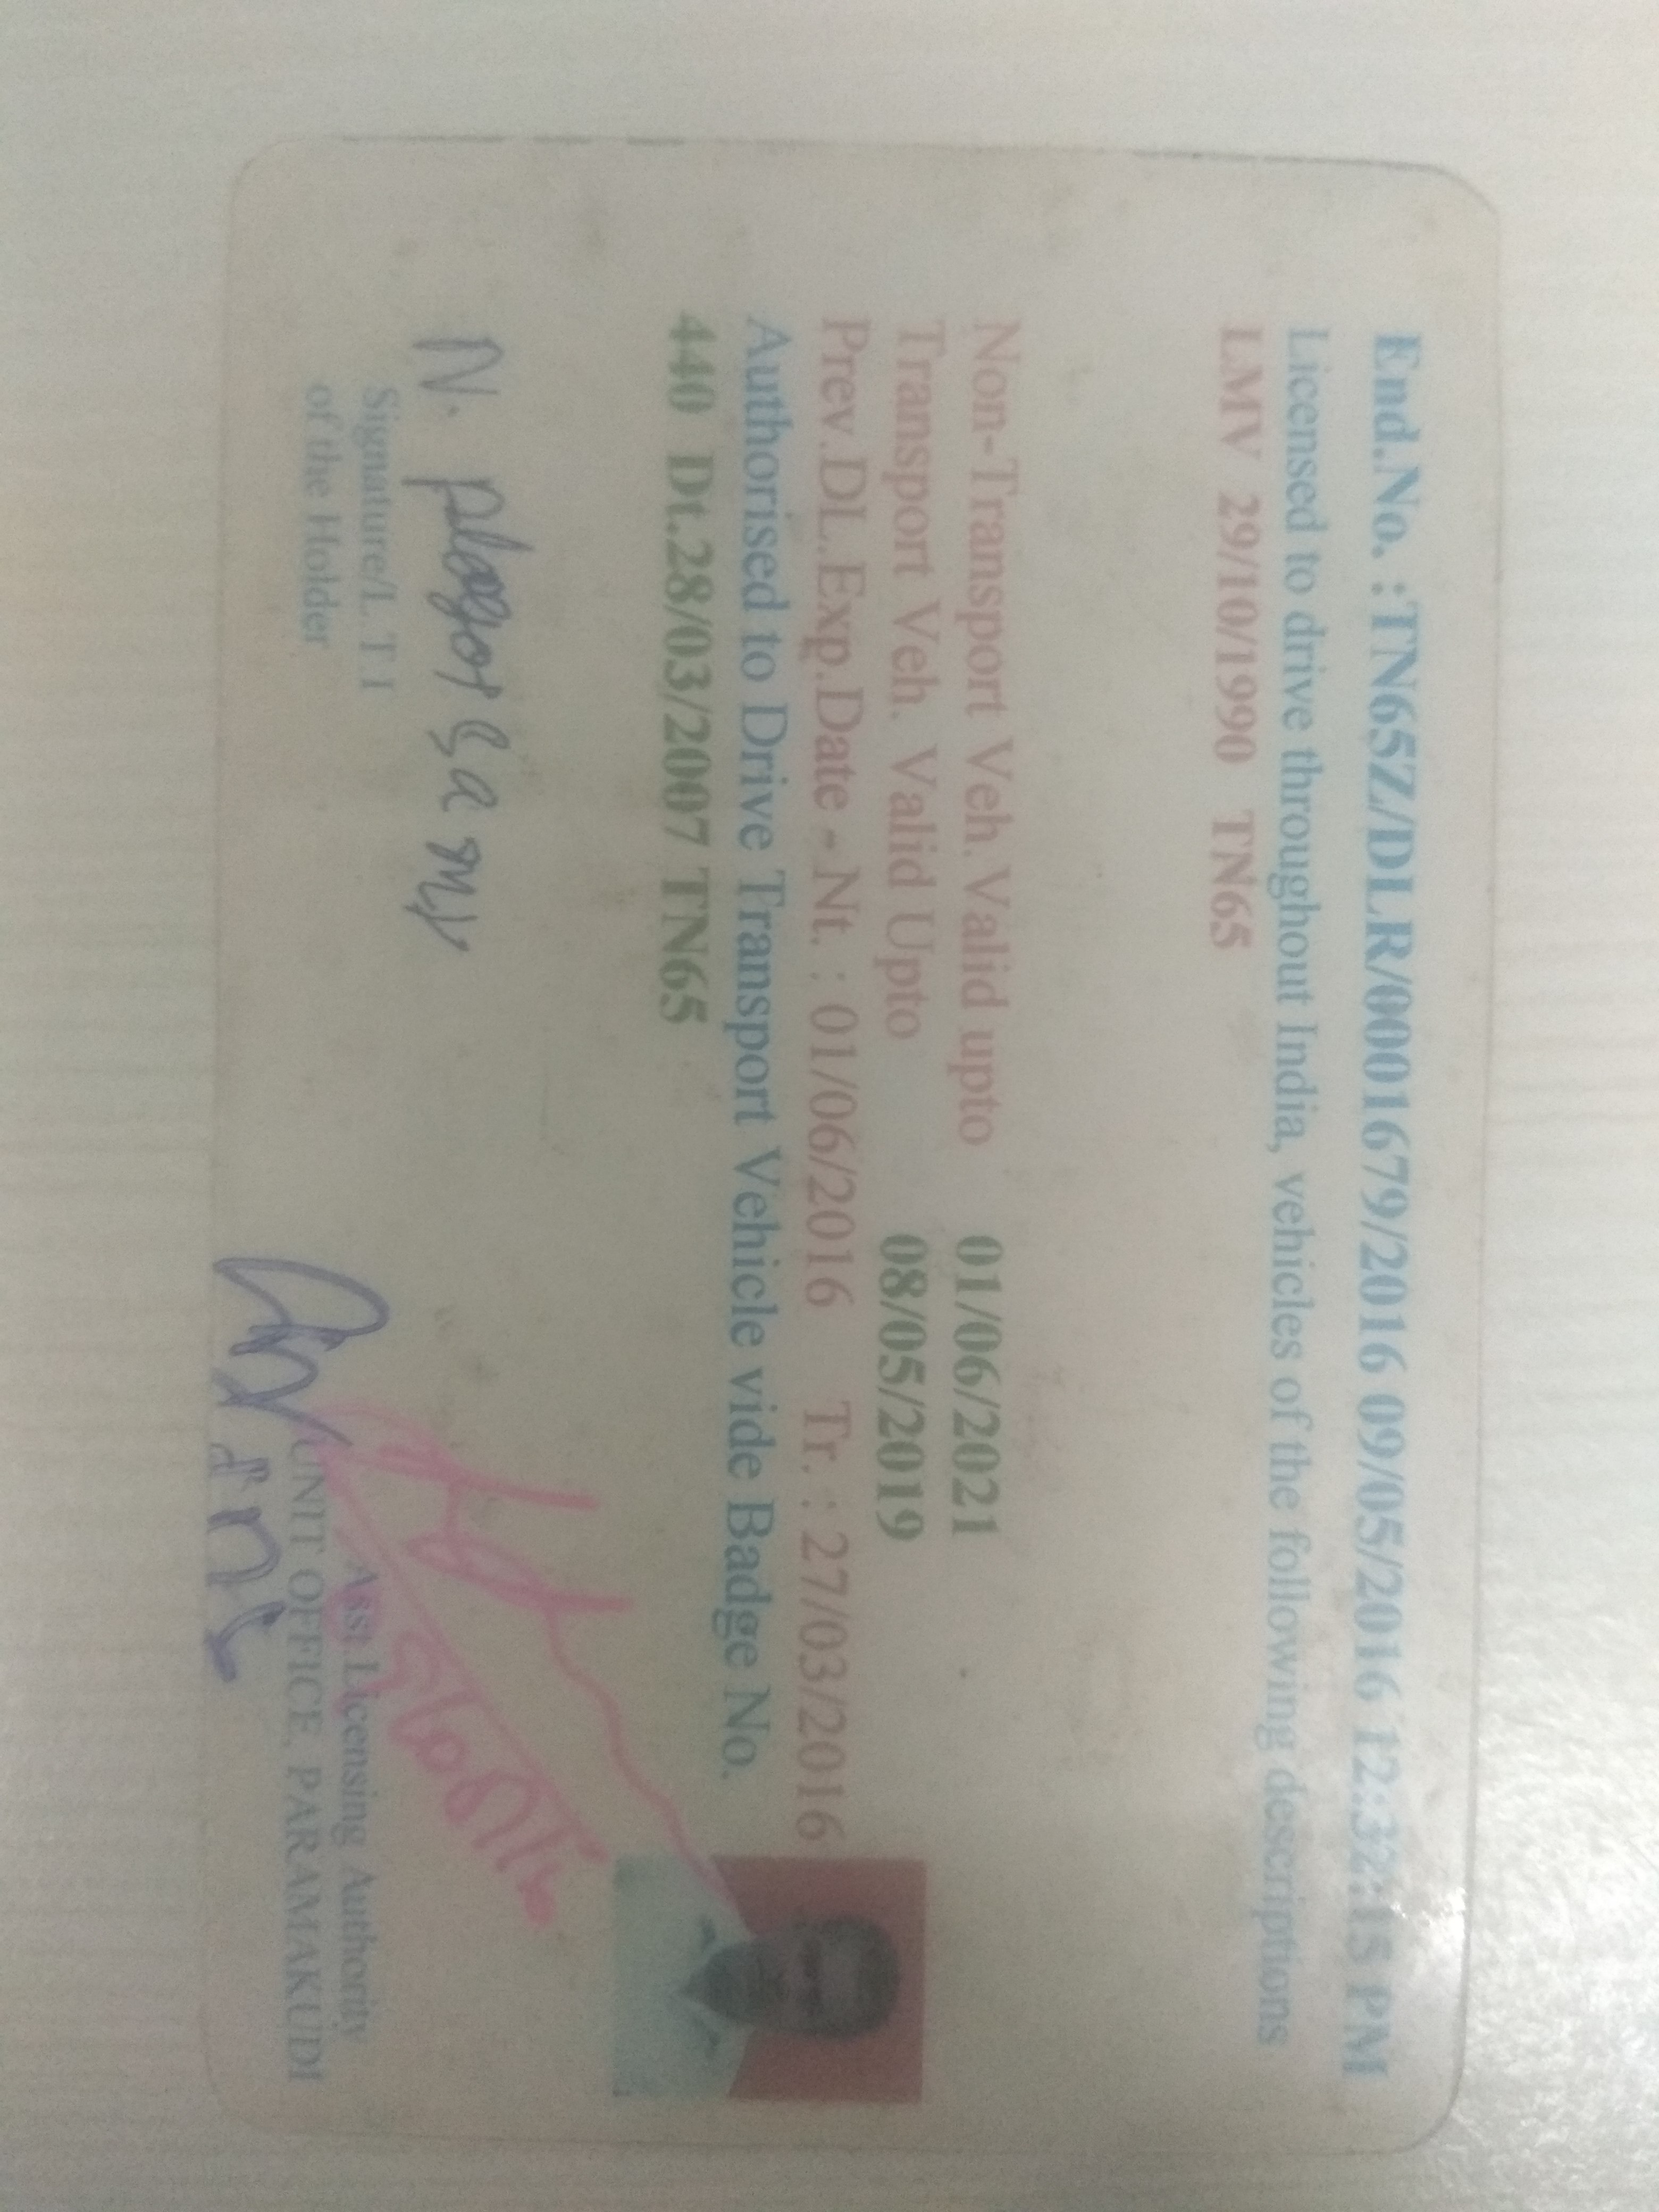 End.No. :TN65Z/DLR/0001679/2016 09/05/2016 12:32:15 PM
Licensed to drive throughout India, vehicles of the following descriptions
LMV 29/10/1990 TN65
Non-Transport Veh.Valid upto 01/06/2021
Transport Veh. Valid Upto 08/05/2019
Prev.DL.Exp.Date - Nt. : 01/06/2016 Tr. : 27/03/2016
Authorised to Drive Transport Vehicle vide Badge No.
440 Dt.28/03/2007 TN65
N.
Signature/L T I
of the Holder
Asst Licensing Authority
UNIT OFFICE, PARAMAKUDI